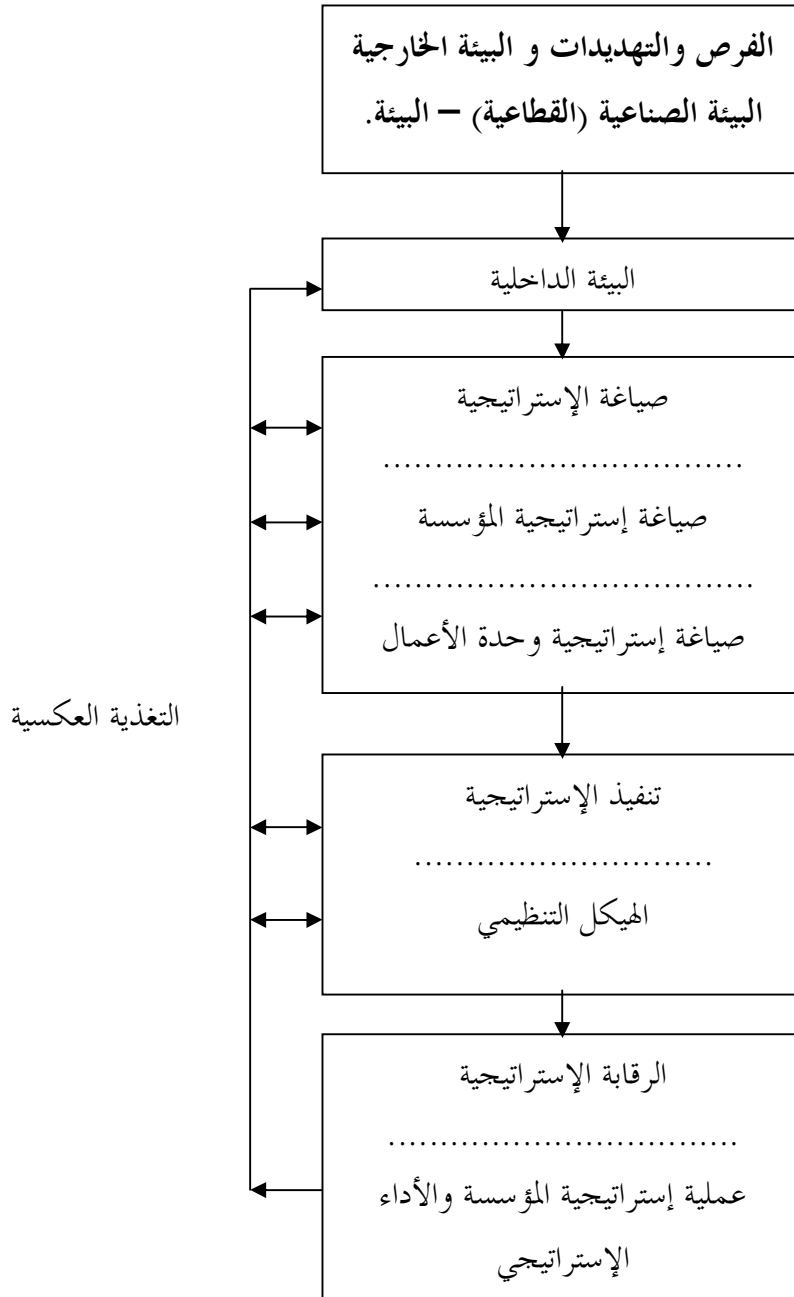 الفرص والتهديدات و البيئة الخارجية
البيئة الصناعية (القطاعية) – البيئة.
البيئة الداخلية
صياغة الإستراتيجية
...................................
صياغة إستراتيجية المؤسسة
.....................................
صياغة إستراتيجية وحدة الأعمال
التغذية العكسية
تنفيذ الإستراتيجية
.............................
الهيكل التنظيمي
الرقابة الإستراتيجية
..................................
عملية إستراتيجية المؤسسة والأداء
الإستراتيجي